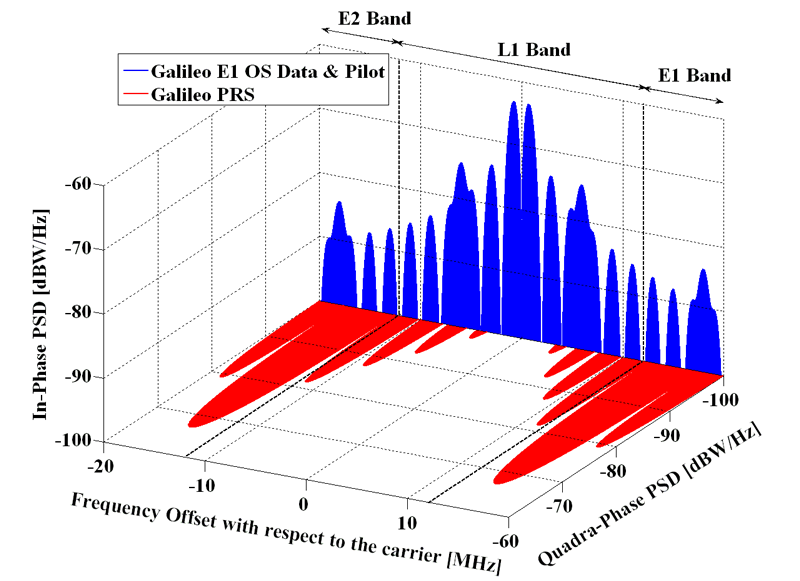 E2 Band
L1 Band
E1 Band
Galileo E1 OS Data & Pilot
Galileo PRS
In-Phase PSD [dBW/Hz]
-60
-70
-80
-90
-100
-20
-10
0
10
-60
-70
-80
-90
-100
Frequency Offset with respect to the carrier [MHz]
Quadra-Phase PSD [dBW/Hz]